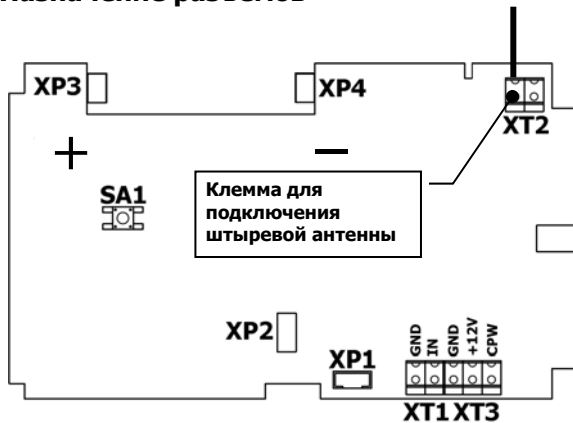 XP3
XP4
XT2
+
−
SA1
Клемма для
подключения
штыревой антенны
XP2
XP1
GND
IN
GND
+12V
CPW
XT1 XT3